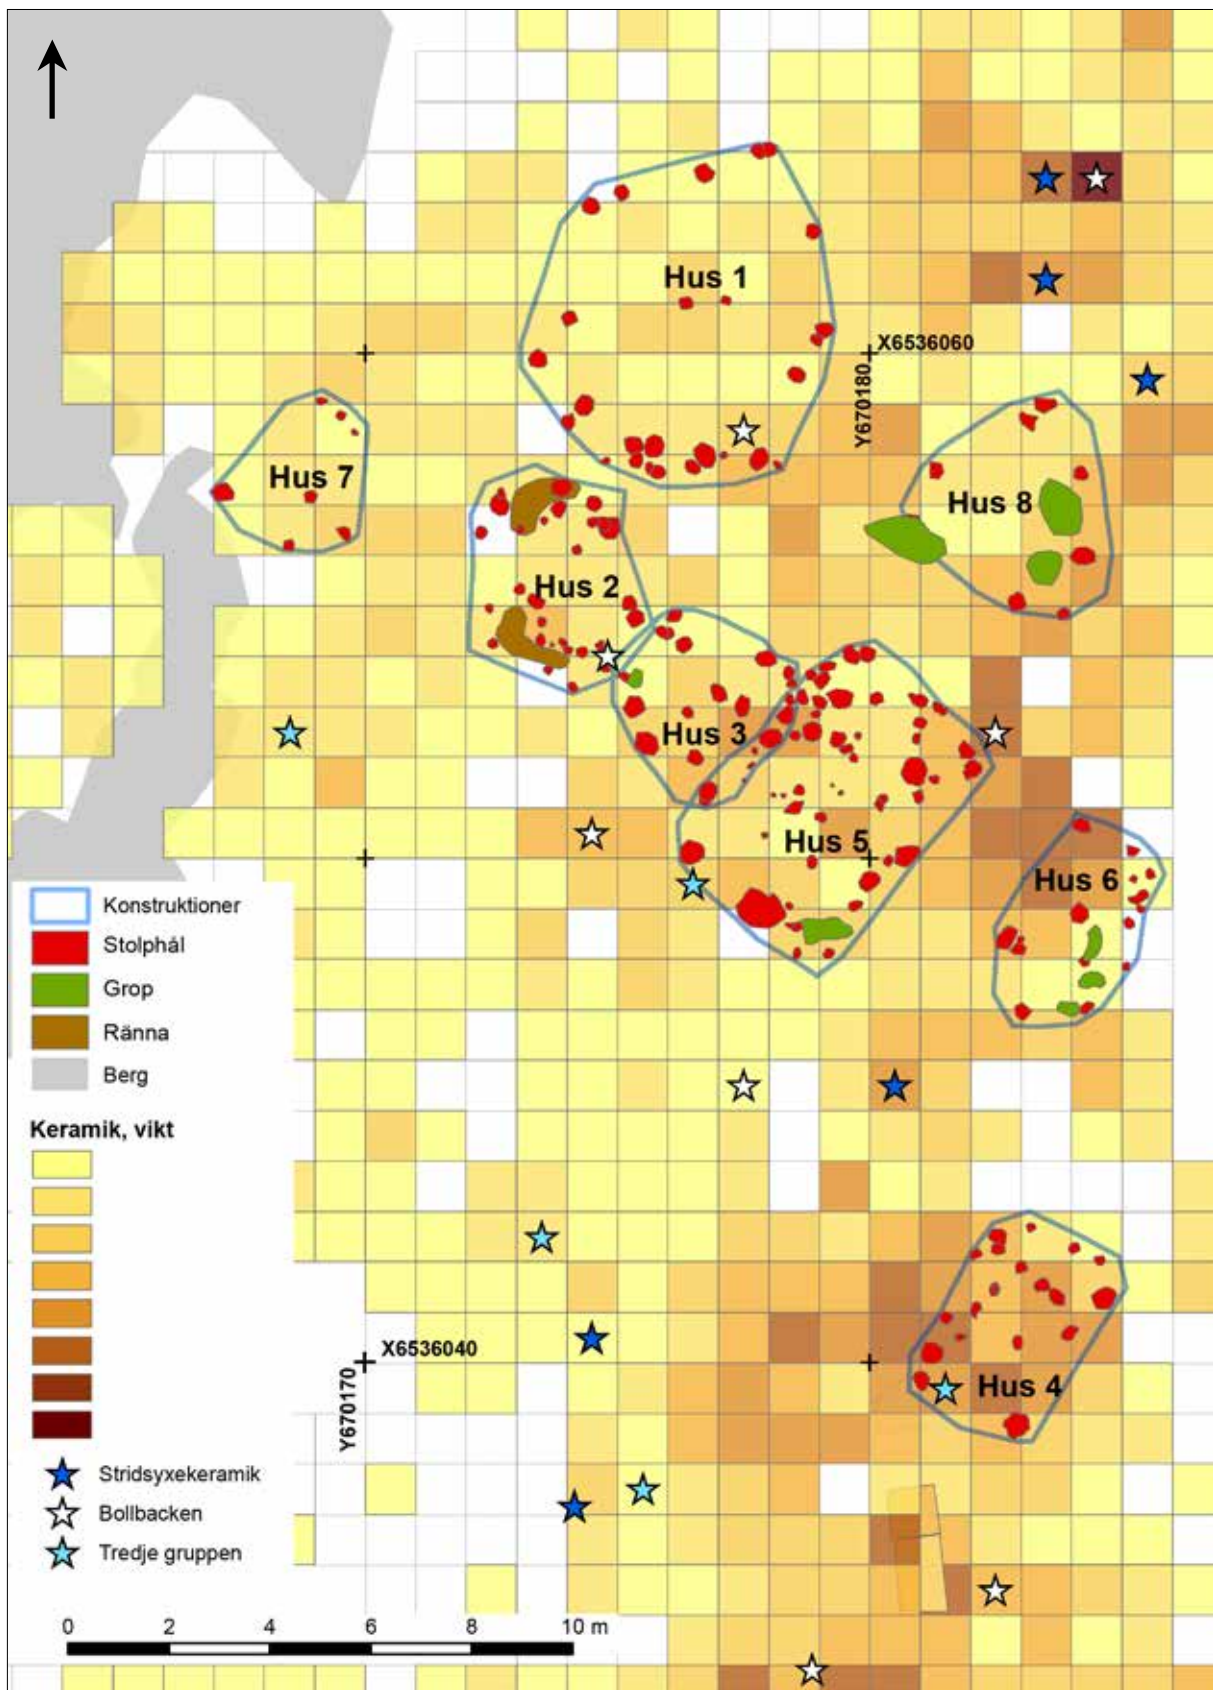 Hus 1
X6536060
Y670180
Hus 7
Hus 8
Hus 2
Hus 3
Hus 5
Hus 6
Konstruktioner
Stolphål
Grop
Ränna
Berg
Keramik, vikt
X6536040
Y670170
Hus 4
Stridsyxekeramik
Bollbacken
Tredje gruppen
0 2 4 6 8 10 m